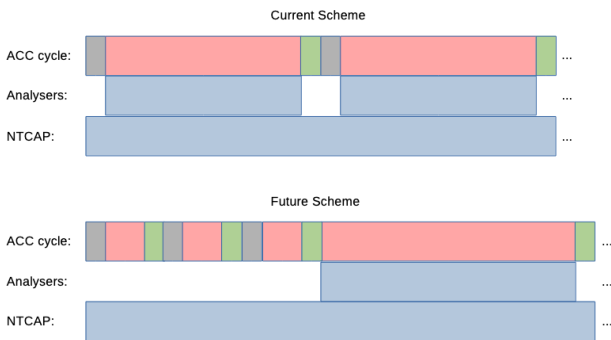 Current Scheme
ACC cycle: ...
Analysers: ...
NTCAP: ...
Future Scheme
ACC cycle: ...
Analysers: ...
NTCAP: ...